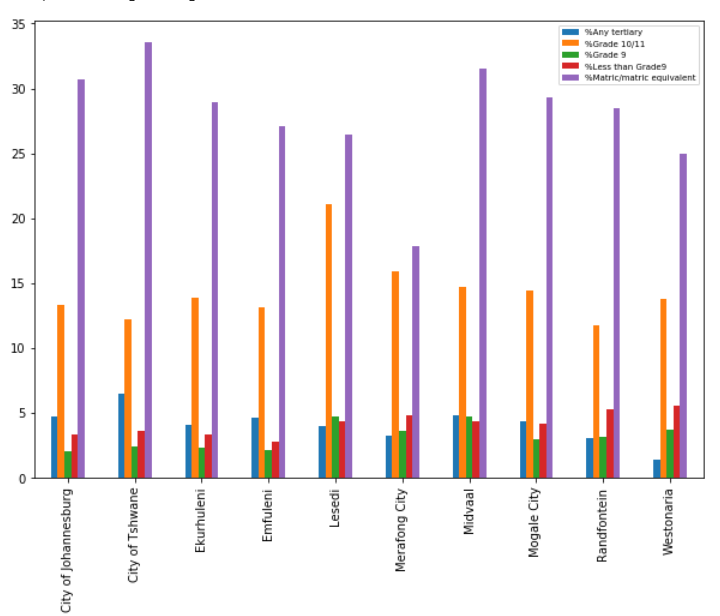 35
30
25
20
15
10
5
0
%Any tertiary
%Grade 10/11
%Grade 9
%Less than Grade9
%Matric/matric equivalent
City of Johannesburg
City of Tshwane
Ekurhuleni
Emfuleni
Lesedi
Merafong City
Midvaal
Mogale City
Randfontein
Westonaria